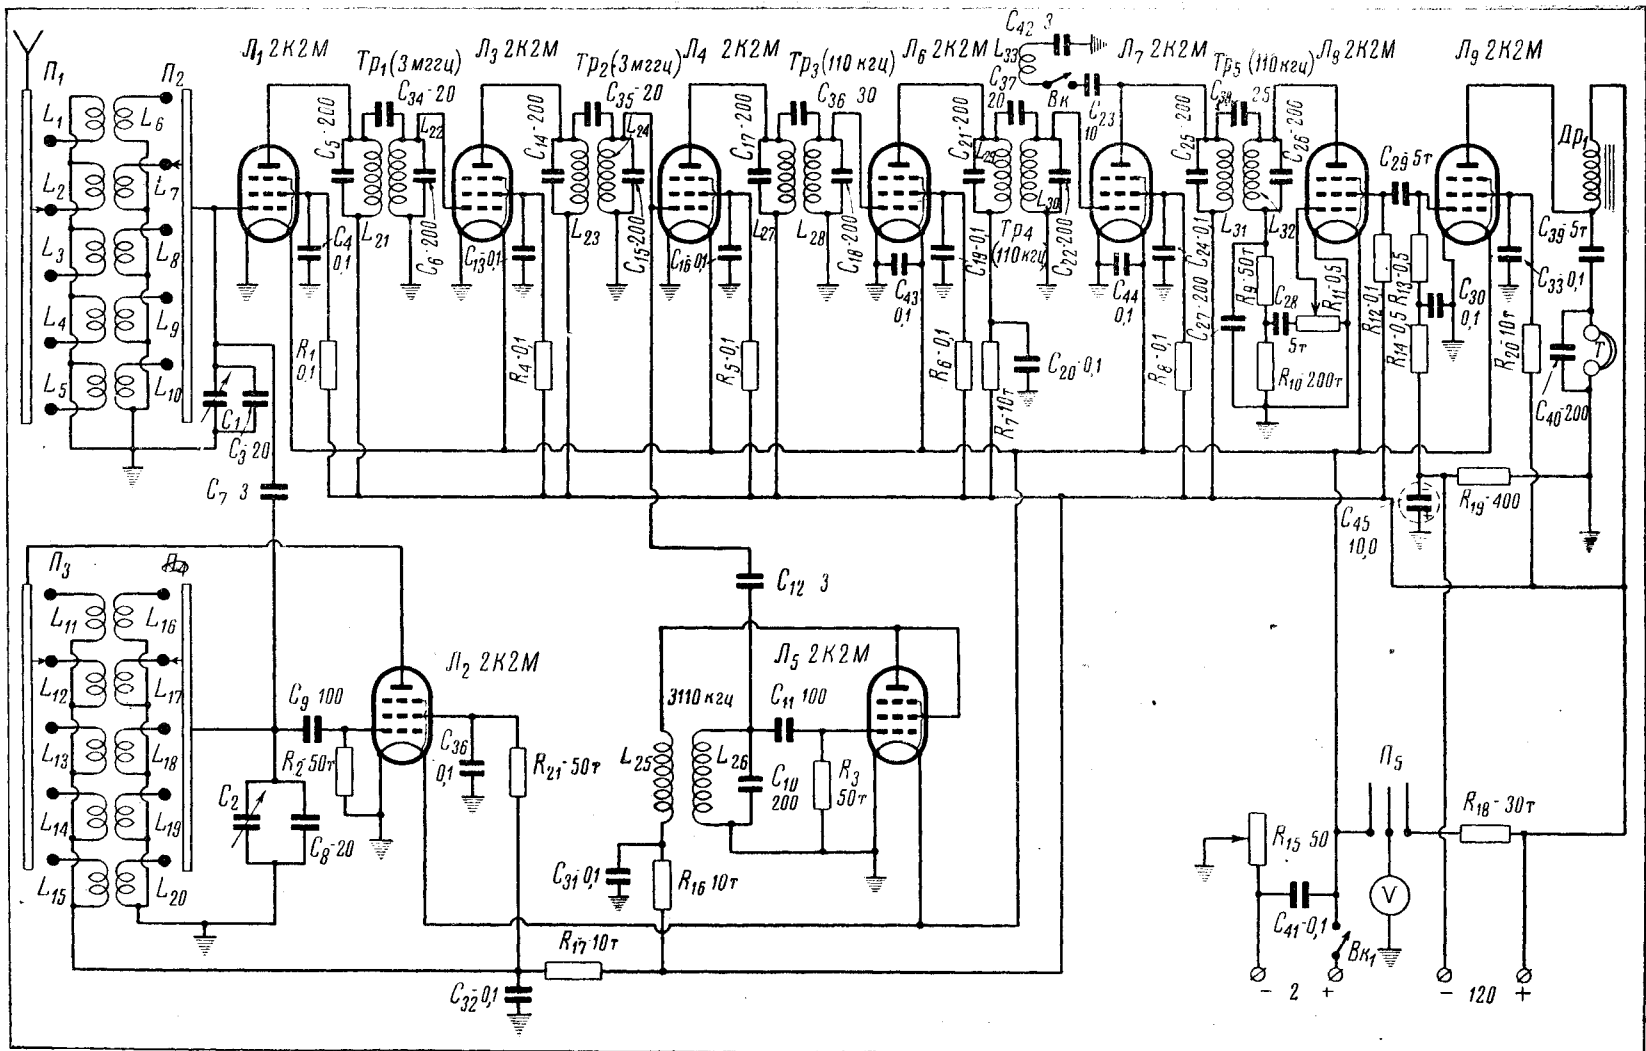 Л₁ 2К2М
Тр₁ (3 мггц)
Л₃ 2К2М
Тр₂ (3 мггц)
Л₄ 2К2М
Тр₃ (110 кгц)
Л₆ 2К2М
C₄₂ 3
L₃₃
Л₇ 2К2М
Тр₅ (110 кгц)
Л₈ 2К2М
Л₉ 2К2М
П₁
П₂
C₃₄-20
C₃₅-20
C₃₆ 30
C₃₇ 20
Вк
C₂₃ 10
C₃₈ 25
Др₁
L₁
L₆
C₅-200
L₂₂
C₁₄-200
L₂₄
C₁₇-200
C₂₁-200
L₂₉
C₂₅-200
C₂₆-200
C₂₉-5т
L₂
L₇
L₃₀
L₃
L₈
C₄ 0,1
L₂₁
C₆-200
C₁₃-0,1
L₂₃
C₁₅-200
C₁₆-0,1
L₂₇
L₂₈
C₁₈-200
C₄₃ 0,1
C₁₉-0,1
Тр₄ (110 кгц)
C₂₂-200
C₄₄ 0,1
C₂₄-0,1
L₃₁
L₃₂
C₂₇-200
R₉-50т
C₂₈ 5т
R₁₁-0,5
R₁₂-0,1
R₁₃-0,5
C₃₀ 0,1
C₃₃-0,1
C₃₉-5т
L₄
L₉
R₁ 0,1
R₄-0,1
R₅-0,1
R₆-0,1
R₇-10т
C₂₀-0,1
R₈-0,1
R₁₀-200т
R₁₄-0,5
R₂₀-10т
Т
L₅
L₁₀
C₁
C₃-20
C₄₀-200
C₇ 3
C₄₅ 10,0
R₁₉-400
П₃
П₄
C₁₂ 3
L₁₁
L₁₆
Л₂ 2К2М
Л₅ 2К2М
L₁₂
L₁₇
C₉ 100
3110 кгц
C₁₁ 100
L₁₃
L₁₈
R₂-50т
C₃₆ 0,1
R₂₁-50т
L₂₅
L₂₆
C₁₀ 200
R₃ 50т
П₅
L₁₄
L₁₉
C₂
C₈-20
R₁₅ 50
R₁₈-30т
L₁₅
L₂₀
C₃₁-0,1
R₁₆ 10т
V
C₄₁-0,1
R₁₇-10т
Вк₁
C₃₂-0,1
- 2 +
- 120 +